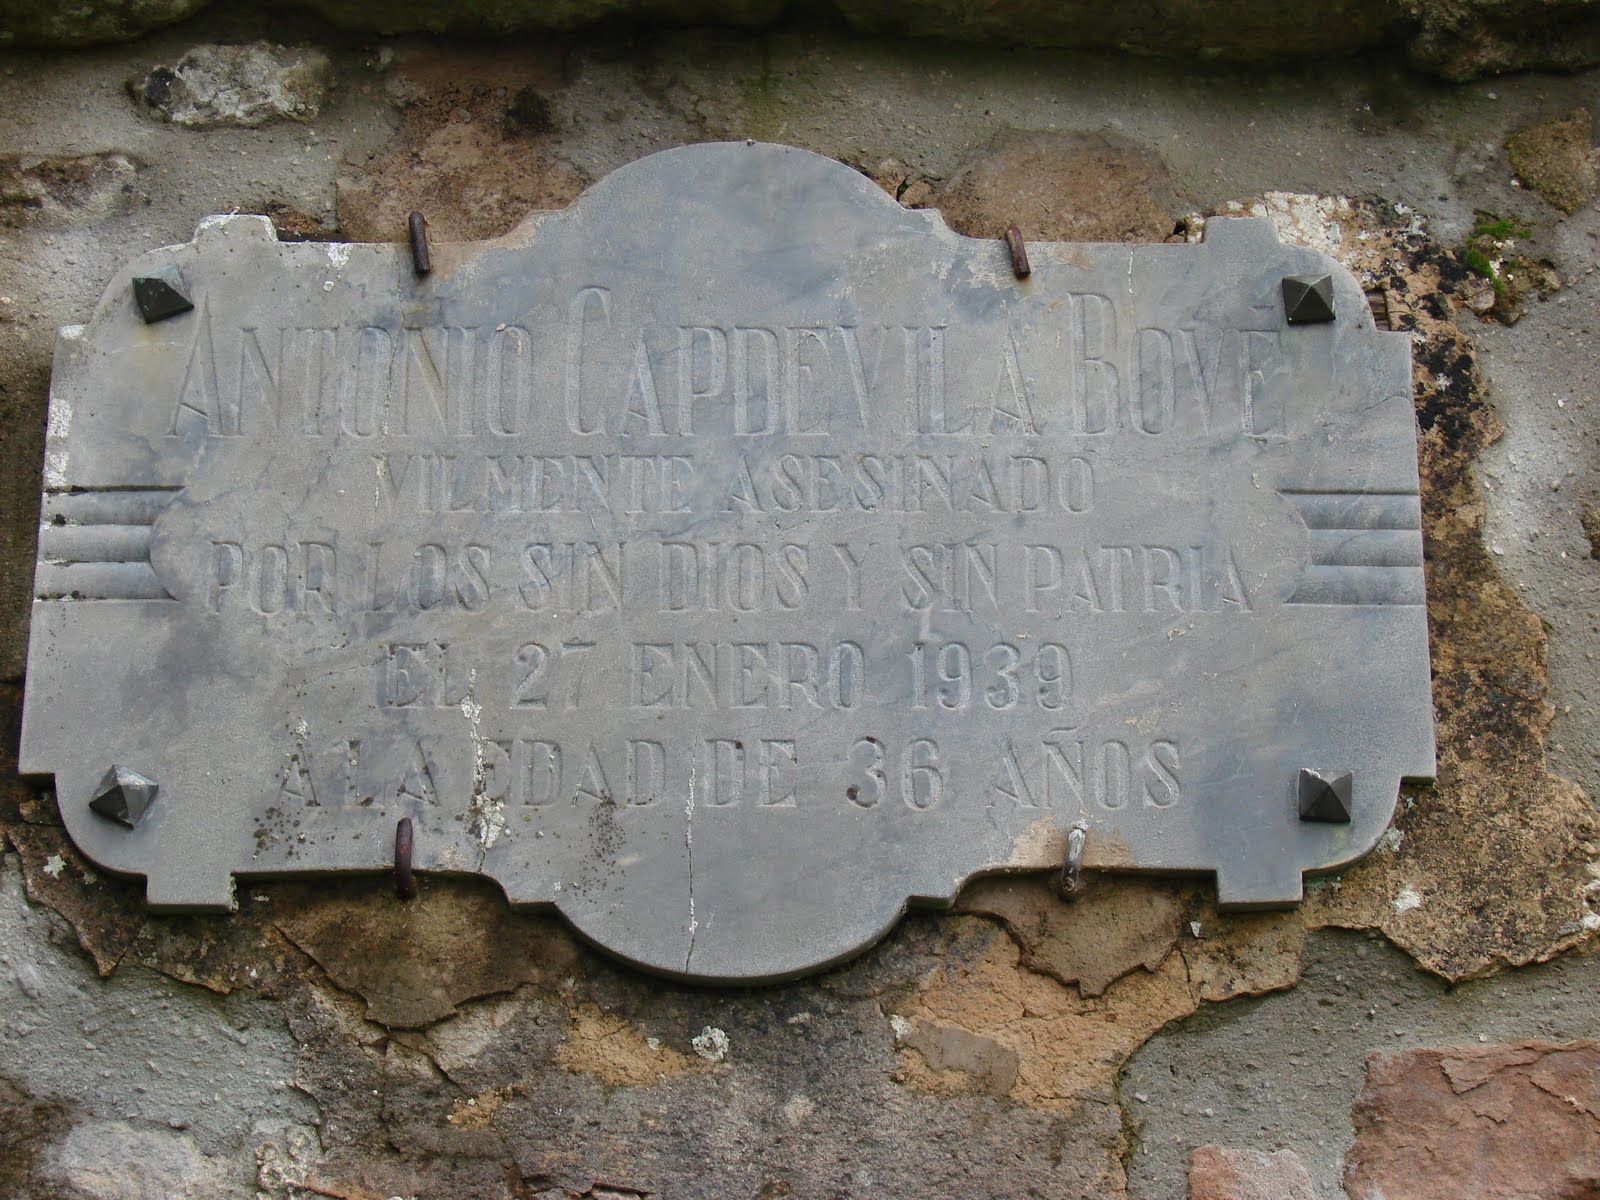 ANTONIO CAPDEVILA BOVÉ
VILMENTE ASESINADO
POR LOS SIN DIOS Y SIN PATRIA
EL 27 ENERO 1939
A LA EDAD DE 36 AÑOS